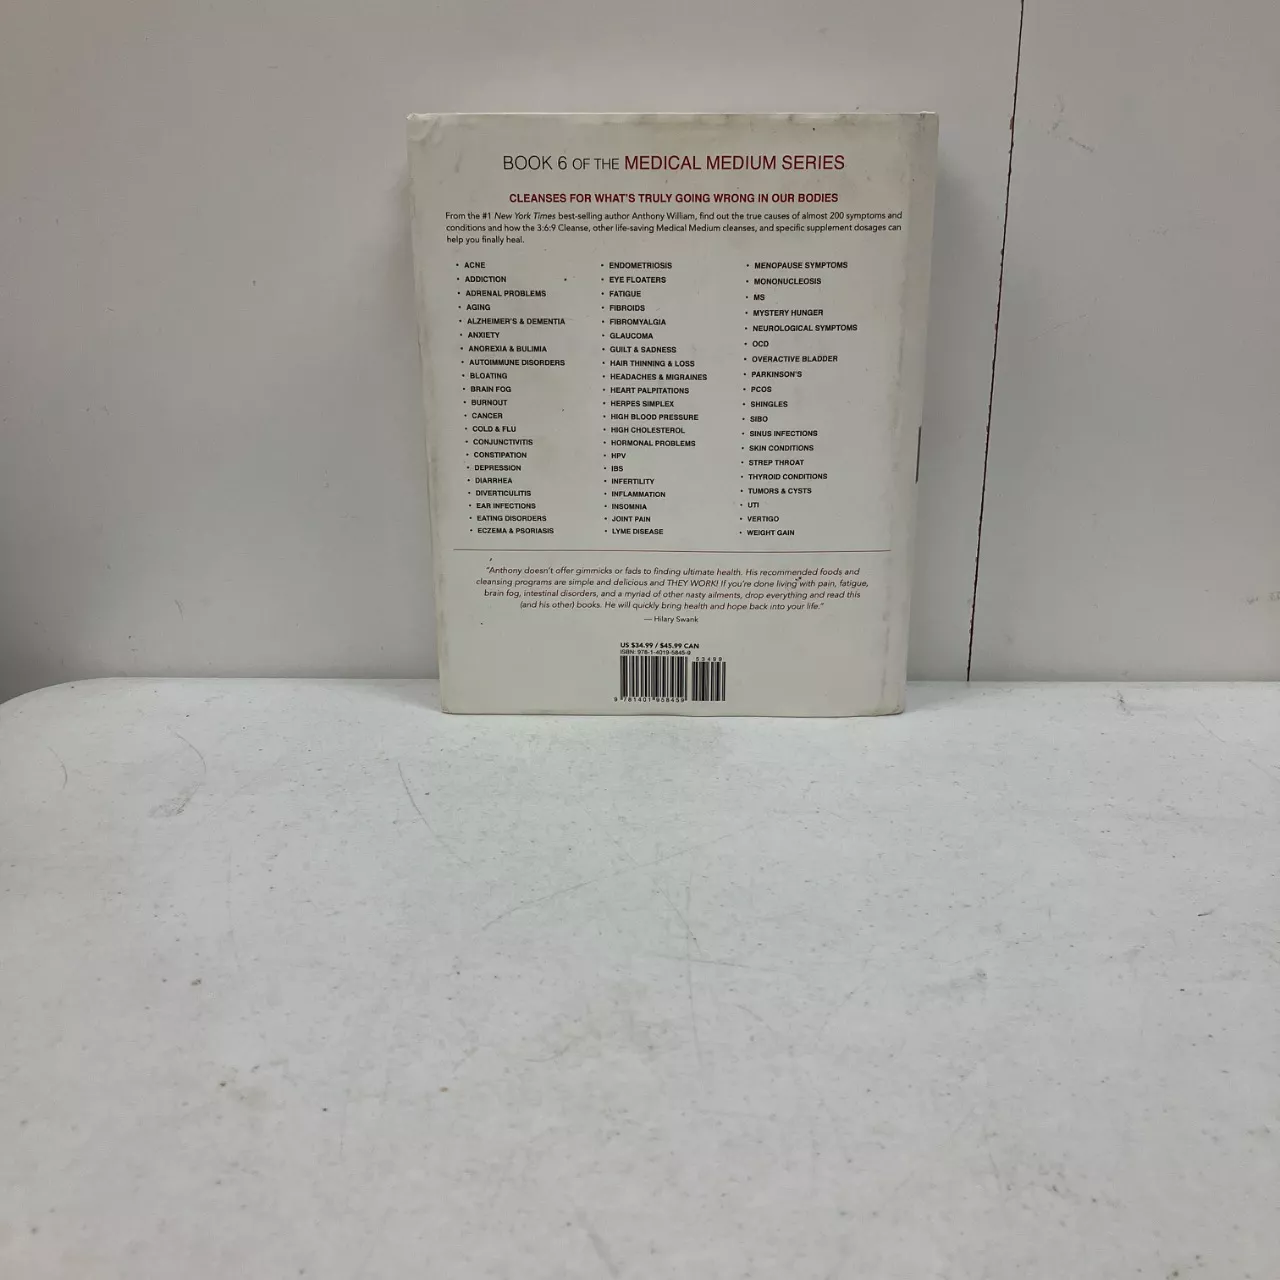 BOOK 6 OF THE MEDICAL MEDIUM SERIES
CLEANSES FOR WHAT'S TRULY GOING WRONG IN OUR BODIES
From the #1 New York Times best-selling author Anthony William, find out the true causes of almost 200 symptoms and
conditions and how the 3:6:9 Cleanse, other life-saving Medical Medium cleanses, and specific supplement dosages can
help you finally heal.
• ACNE
• ADDICTION
• ADRENAL PROBLEMS
• AGING
• ALZHEIMER'S & DEMENTIA
• ANXIETY
• ANOREXIA & BULIMIA
• AUTOIMMUNE DISORDERS
• BLOATING
• BRAIN FOG
• BURNOUT
• CANCER
• COLD & FLU
• CONJUNCTIVITIS
• CONSTIPATION
• DEPRESSION
• DIARRHEA
• DIVERTICULITIS
• EAR INFECTIONS
• EATING DISORDERS
• ECZEMA & PSORIASIS
• ENDOMETRIOSIS
• EYE FLOATERS
• FATIGUE
• FIBROIDS
• FIBROMYALGIA
• GLAUCOMA
• GUILT & SADNESS
• HAIR THINNING & LOSS
• HEADACHES & MIGRAINES
• HEART PALPITATIONS
• HERPES SIMPLEX
• HIGH BLOOD PRESSURE
• HIGH CHOLESTEROL
• HORMONAL PROBLEMS
• HPV
• IBS
• INFERTILITY
• INFLAMMATION
• INSOMNIA
• JOINT PAIN
• LYME DISEASE
• MENOPAUSE SYMPTOMS
• MONONUCLEOSIS
• MS
• MYSTERY HUNGER
• NEUROLOGICAL SYMPTOMS
• OCD
• OVERACTIVE BLADDER
• PARKINSON'S
• PCOS
• SHINGLES
• SIBO
• SINUS INFECTIONS
• SKIN CONDITIONS
• STREP THROAT
• THYROID CONDITIONS
• TUMORS & CYSTS
• UTI
• VERTIGO
• WEIGHT GAIN
"Anthony doesn't offer gimmicks or fads to finding ultimate health. His recommended foods and
cleansing programs are simple and delicious and THEY WORK! If you're done living with pain, fatigue,
brain fog, intestinal disorders, and a myriad of other nasty ailments, drop everything and read this
(and his other) books. He will quickly bring health and hope back into your life."
— Hilary Swank
US $34.99 / $45.99 CAN
ISBN: 978-1-4019-5845-9
53499
9 781401 958459